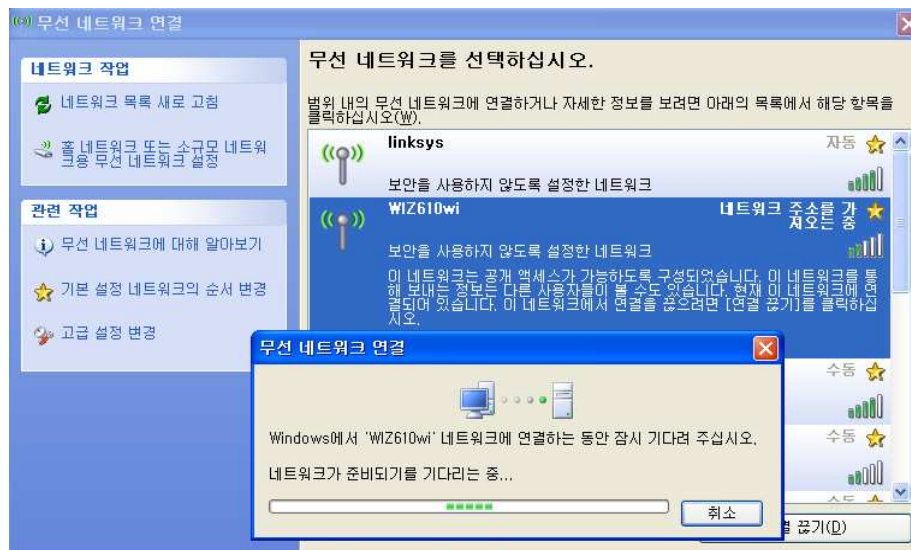 무선 네트워크 연결
네트워크 작업
네트워크 목록 새로 고침
홈 네트워크 또는 소규모 네트워
크용 무선 네트워크 설정
관련 작업
무선 네트워크에 대해 알아보기
기본 설정 네트워크의 순서 변경
고급 설정 변경
무선 네트워크를 선택하십시오.
범위 내의 무선 네트워크에 연결하거나 자세한 정보를 보려면 아래의 목록에서 해당 항목을
클릭하십시오(W).
linksys
자동
보안을 사용하지 않도록 설정한 네트워크
WIZ610wi
네트워크 주소를 가
져오는 중
보안을 사용하지 않도록 설정한 네트워크
이 네트워크는 공개 액세스가 가능하도록 구성되었습니다. 이 네트워크를 통
해 보내는 정보는 다른 사용자들이 볼 수도 있습니다. 현재 이 네트워크에 연
결되어 있습니다. 이 네트워크에서 연결을 끊으려면 [연결 끊기]를 클릭하십
시오.
수동
수동
무선 네트워크 연결
Windows에서 'WIZ610wi' 네트워크에 연결하는 동안 잠시 기다려 주십시오.
네트워크가 준비되기를 기다리는 중...
취소
끊기(D)